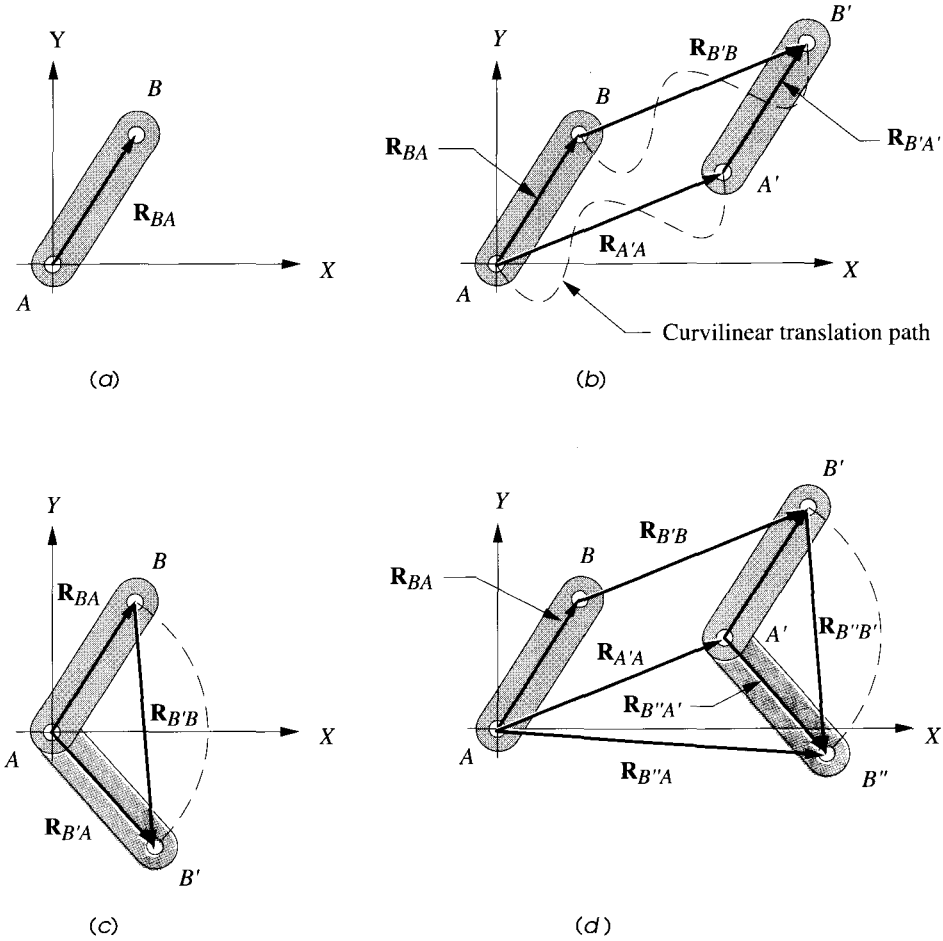 Y
B
R_BA
A
X
(a)
Y
B'
R_B'B
B
R_BA
R_B'A'
A'
R_A'A
A
X
Curvilinear translation path
(b)
Y
B
R_BA
R_B'B
A
X
R_B'A
B'
(c)
Y
B'
R_B'B
B
R_BA
A'
R_B''B'
R_A'A
R_B''A'
A
X
R_B''A
B''
(d)